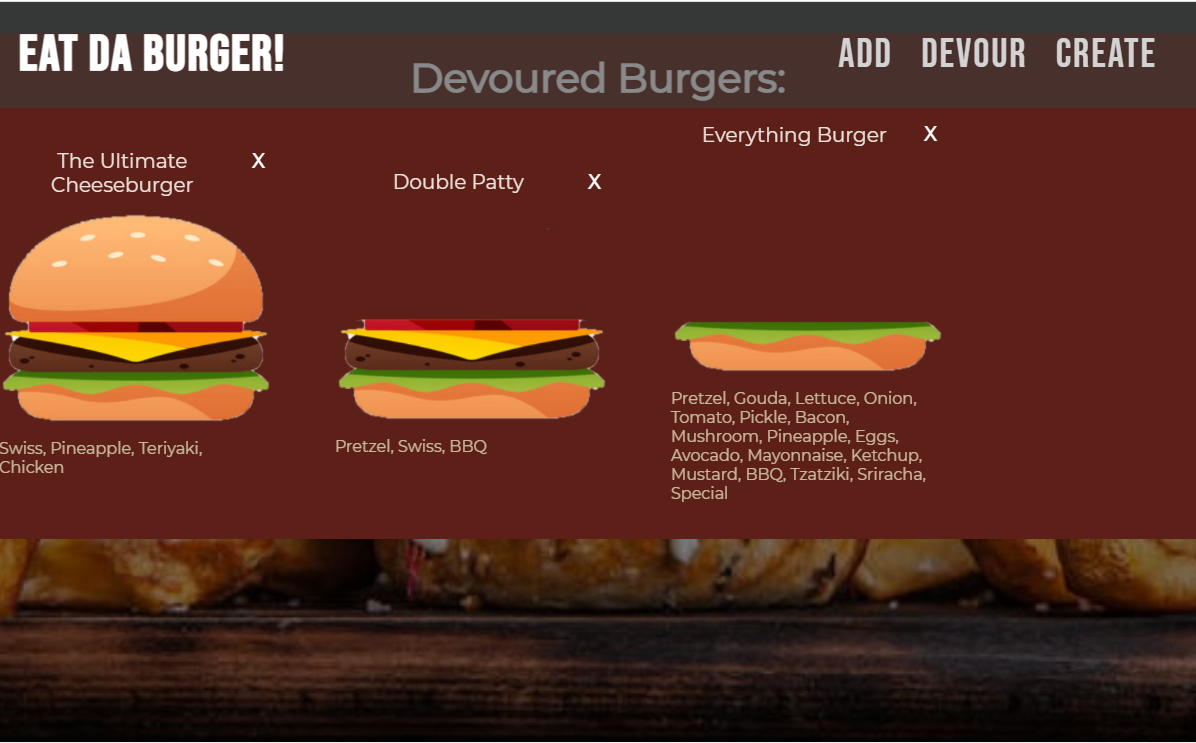 EAT DA BURGER!
ADD DEVOUR CREATE
Devoured Burgers:
The Ultimate
Cheeseburger
X
Swiss, Pineapple, Teriyaki,
Chicken
Double Patty X
Pretzel, Swiss, BBQ
Everything Burger X
Pretzel, Gouda, Lettuce, Onion,
Tomato, Pickle, Bacon,
Mushroom, Pineapple, Eggs,
Avocado, Mayonnaise, Ketchup,
Mustard, BBQ, Tzatziki, Sriracha,
Special